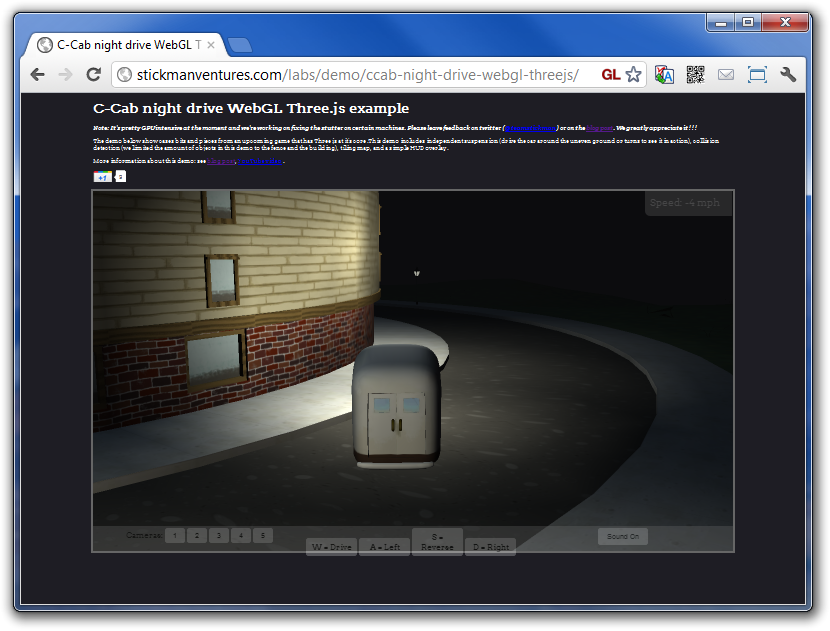 C-Cab night drive WebGL T
stickmanventures.com/labs/demo/ccab-night-drive-webgl-threejs/ GL
C-Cab night drive WebGL Three.js example
Note: It's pretty GPU intensive at the moment and we're working on fixing the stutter on certain machines. Please leave feedback on twitter ( ) or on the blog post. We greatly appreciate it!!!
The demo below showcases bits and pieces from an upcoming game that has Three.js at its core. This demo includes independent suspension (drive the car around the uneven ground or turns to see it in action), collision
detection (we limited the amount of objects in this demo to the fence and the building), tiling map, and a simple HUD overlay.
More information about this demo: see blog post,
+1
Speed: -4 mph
Cameras: 1 2 3 4 5
W = Drive A = Left S = Reverse D = Right
Sound On